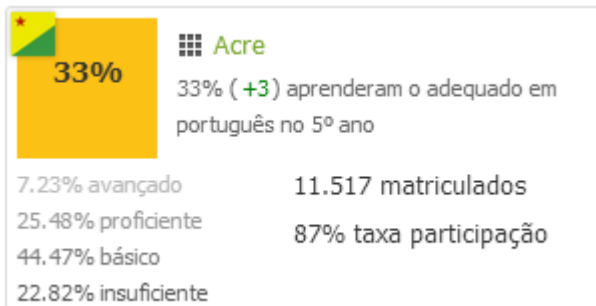 33%
Acre
33% ( +3) aprenderam o adequado em
português no 5º ano
7.23% avançado
25.48% proficiente
44.47% básico
22.82% insuficiente
11.517 matriculados
87% taxa participação